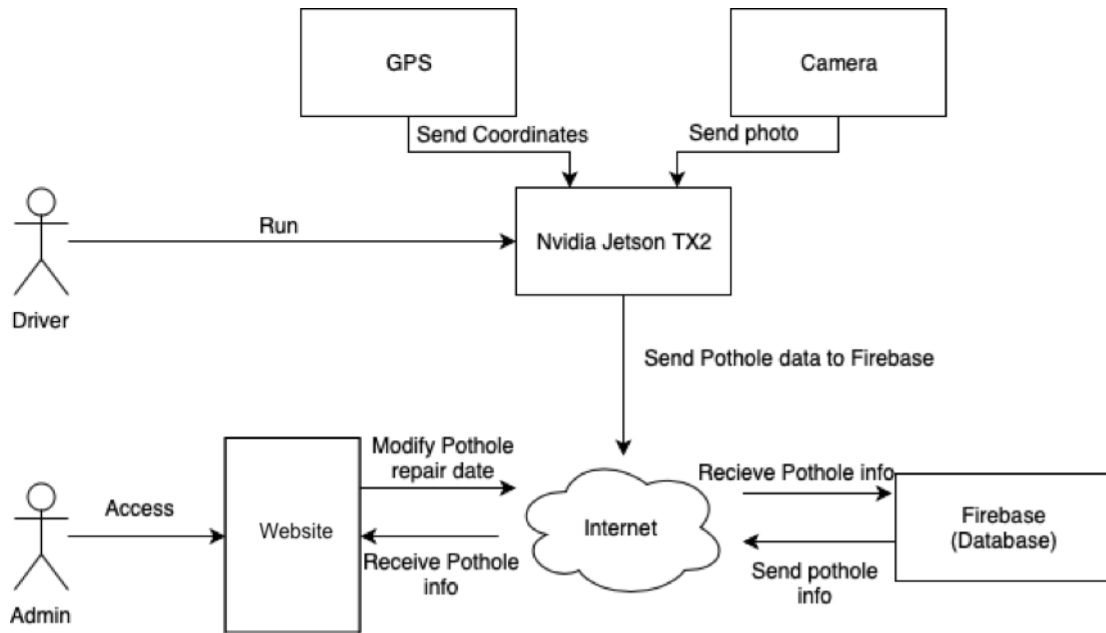 GPS
Camera
Send Coordinates
Send photo
Run
Nvidia Jetson TX2
Driver
Send Pothole data to Firebase
Modify Pothole
repair date
Recieve Pothole info
Access
Website
Internet
Firebase
(Database)
Receive Pothole
info
Send pothole
info
Admin